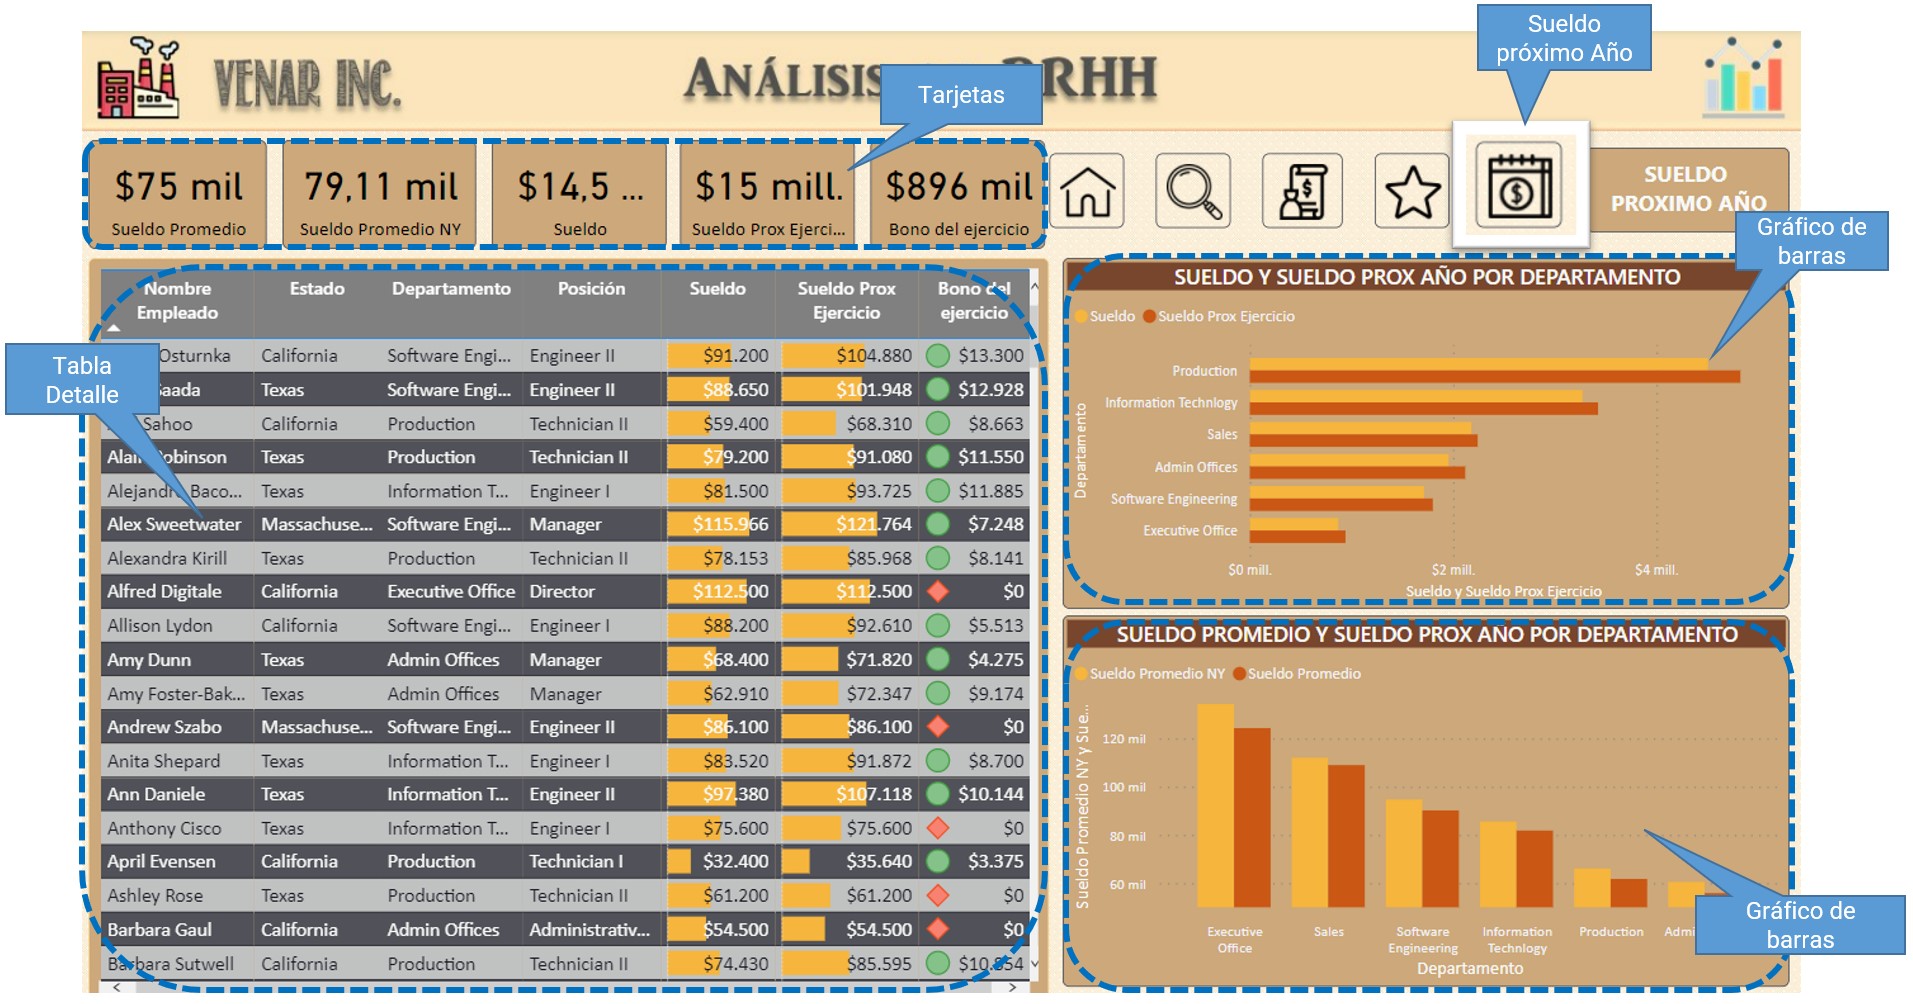 Sueldo
próximo Año
VENAR INC.
ANÁLISIS RRHH
Tarjetas
$75 mil
Sueldo Promedio
79,11 mil
Sueldo Promedio NY
$14,5 ...
Sueldo
$15 mill.
Sueldo Prox Ejerci...
$896 mil
Bono del ejercicio
SUELDO
PROXIMO AÑO
Gráfico de
barras
Tabla
Detalle
Nombre Empleado Estado Departamento Posición Sueldo Sueldo Prox Ejercicio Bono del ejercicio
Osturnka California Software Engi... Engineer II $91.200 $104.880 $13.300
Saada Texas Software Engi... Engineer II $88.650 $101.948 $12.928
Sahoo California Production Technician II $59.400 $68.310 $8.663
Alain Robinson Texas Production Technician II $79.200 $91.080 $11.550
Alejandro Baco... Texas Information T... Engineer I $81.500 $93.725 $11.885
Alex Sweetwater Massachuse... Software Engi... Manager $115.966 $121.764 $7.248
Alexandra Kirill Texas Production Technician II $78.153 $85.968 $8.141
Alfred Digitale California Executive Office Director $112.500 $112.500 $0
Allison Lydon California Software Engi... Engineer I $88.200 $92.610 $5.513
Amy Dunn Texas Admin Offices Manager $68.400 $71.820 $4.275
Amy Foster-Bak... Texas Admin Offices Manager $62.910 $72.347 $9.174
Andrew Szabo Massachuse... Software Engi... Engineer II $86.100 $86.100 $0
Anita Shepard Texas Information T... Engineer I $83.520 $91.872 $8.700
Ann Daniele Texas Information T... Engineer II $97.380 $107.118 $10.144
Anthony Cisco Texas Information T... Engineer I $75.600 $75.600 $0
April Evensen California Production Technician I $32.400 $35.640 $3.375
Ashley Rose Texas Production Technician II $61.200 $61.200 $0
Barbara Gaul California Admin Offices Administrativ... $54.500 $54.500 $0
Barbara Sutwell California Production Technician II $74.430 $85.595 $10.854
SUELDO Y SUELDO PROX AÑO POR DEPARTAMENTO
Sueldo Sueldo Prox Ejercicio
Departamento
Production
Information Technlogy
Sales
Admin Offices
Software Engineering
Executive Office
$0 mill. $2 mill. $4 mill.
Sueldo y Sueldo Prox Ejercicio
SUELDO PROMEDIO Y SUELDO PROX AÑO POR DEPARTAMENTO
Sueldo Promedio NY Sueldo Promedio
Sueldo Promedio NY y Sue...
120 mil
100 mil
80 mil
60 mil
Executive Office Sales Software Engineering Information Technlogy Production Admi
Departamento
Gráfico de
barras